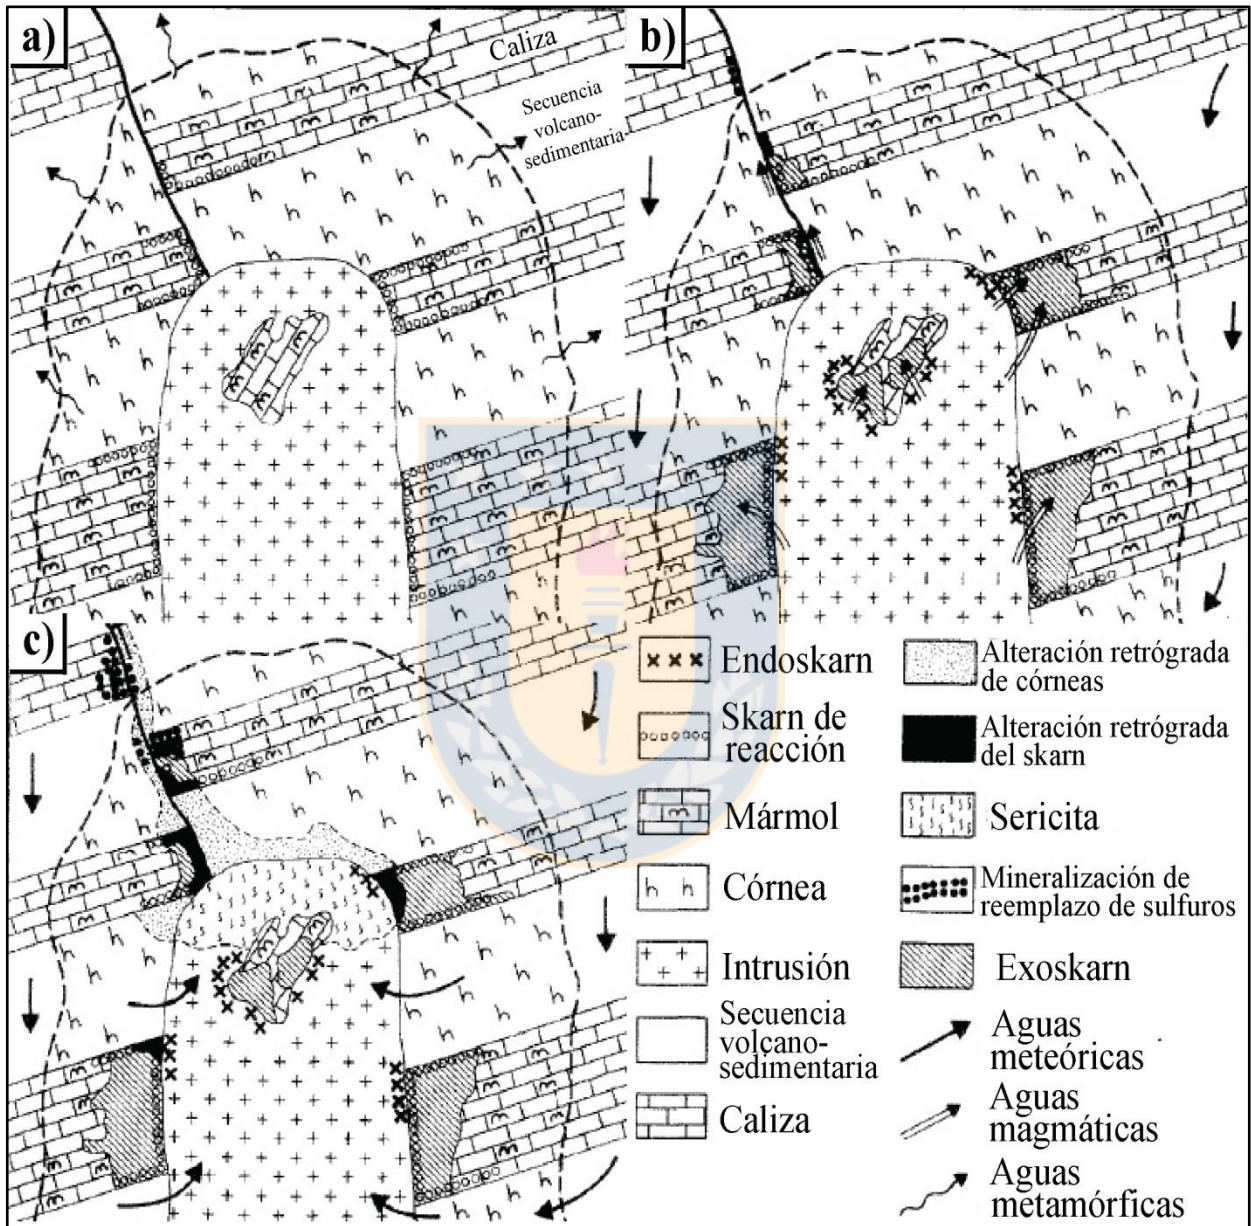 a)
Caliza
Secuencia
volcano-
sedimentaria
b)
c)
Endoskarn
Skarn de
reacción
Mármol
Córnea
Intrusión
Secuencia
volcano-
sedimentaria
Caliza
Alteración retrógrada
de córneas
Alteración retrógrada
del skarn
Sericita
Mineralización de
reemplazo de sulfuros
Exoskarn
Aguas
meteóricas
Aguas
magmáticas
Aguas
metamórficas